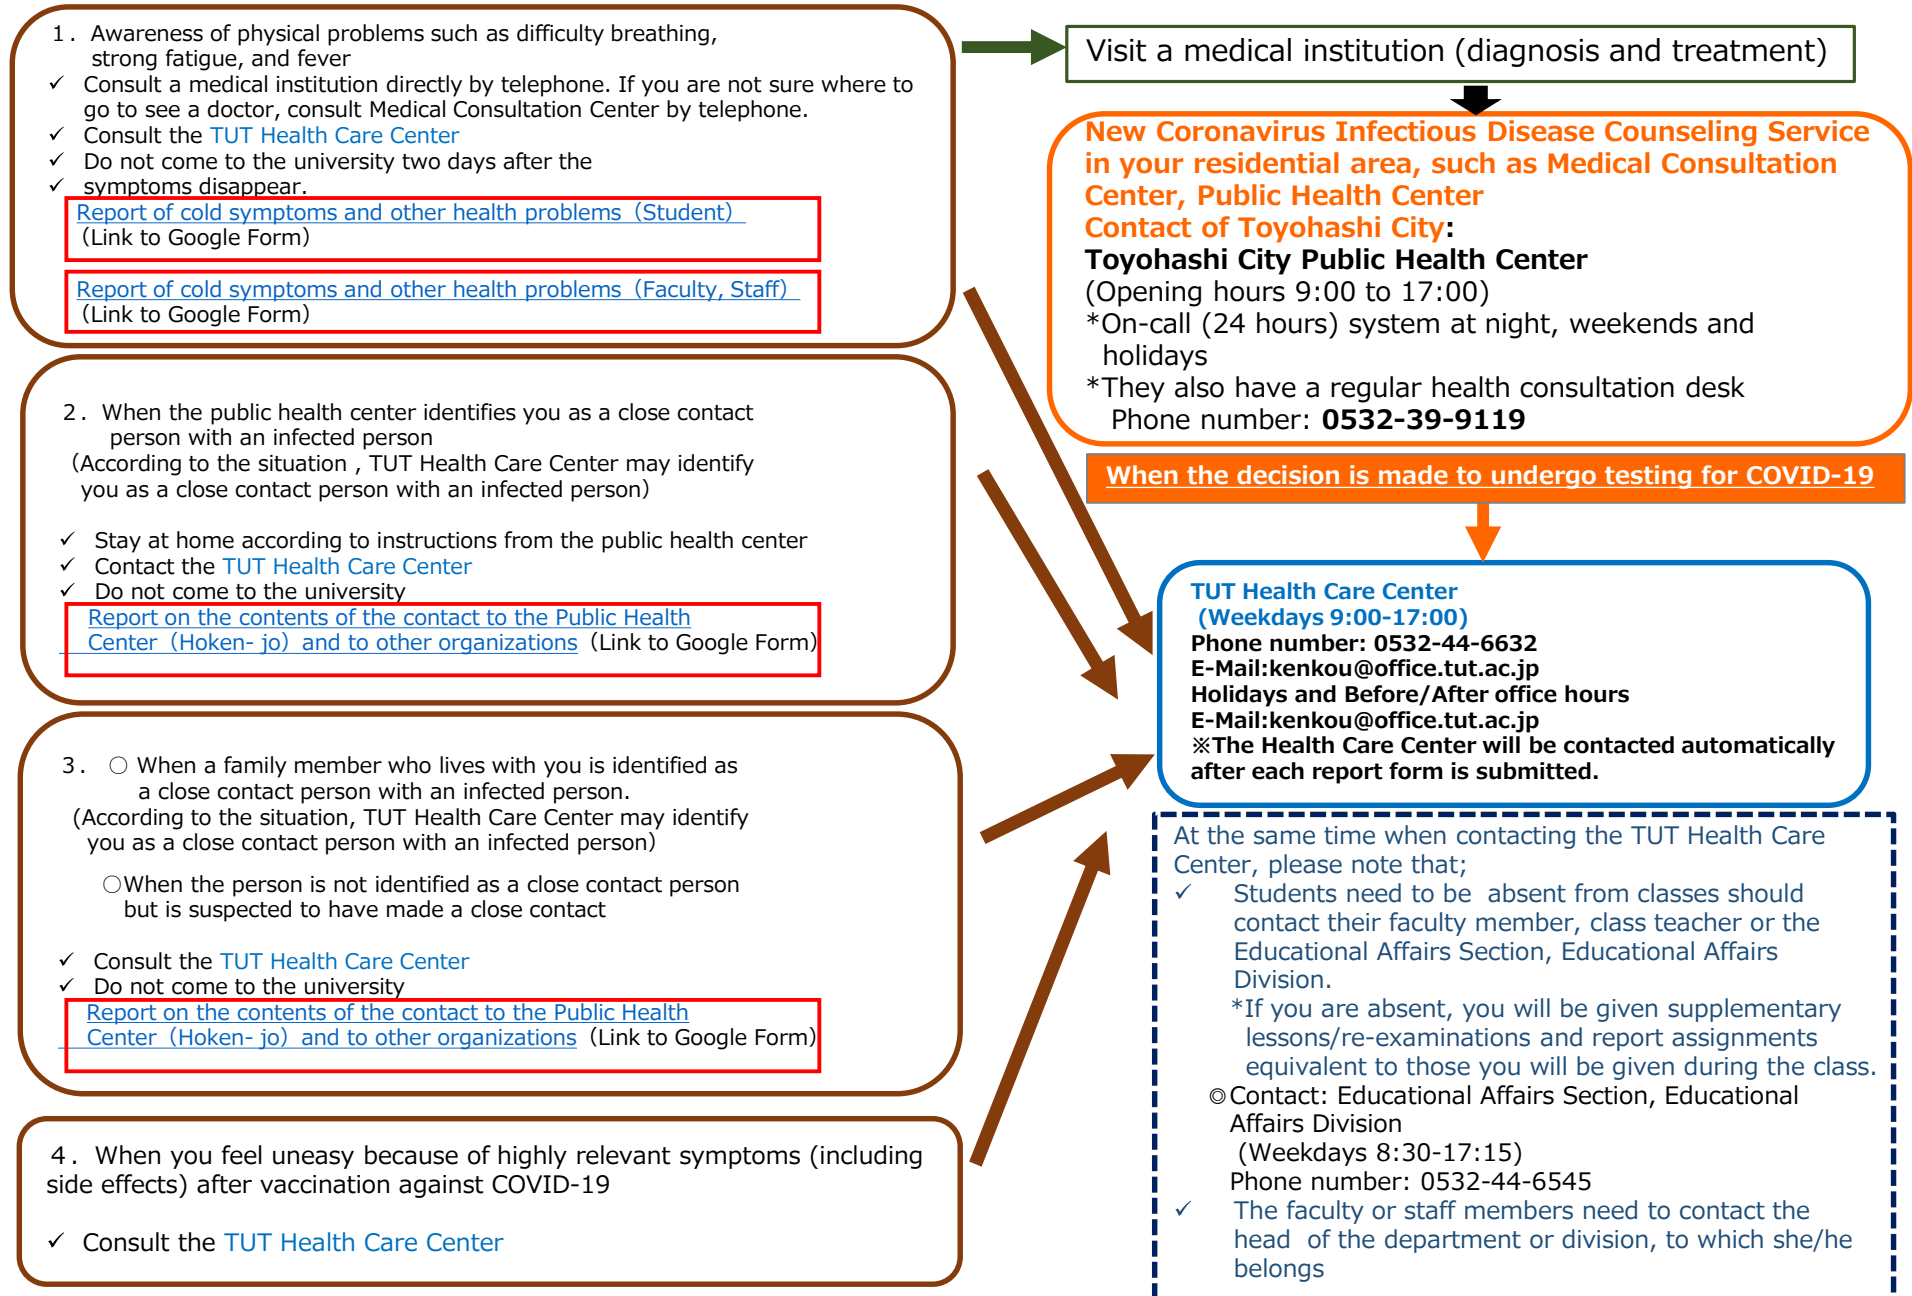 １．Awareness of physical problems such as difficulty breathing,
strong fatigue, and fever
✓ Consult a medical institution directly by telephone. If you are not sure where to
go to see a doctor, consult Medical Consultation Center by telephone.
✓ Consult the TUT Health Care Center
✓ Do not come to the university two days after the
✓ symptoms disappear.
Report of cold symptoms and other health problems（Student）
（Link to Google Form）
Report of cold symptoms and other health problems（Faculty, Staff）
（Link to Google Form）
２．When the public health center identifies you as a close contact
person with an infected person
（According to the situation , TUT Health Care Center may identify
you as a close contact person with an infected person）
✓ Stay at home according to instructions from the public health center
✓ Contact the TUT Health Care Center
✓ Do not come to the university
Report on the contents of the contact to the Public Health
Center（Hoken- jo）and to other organizations（Link to Google Form）
３．○ When a family member who lives with you is identified as
a close contact person with an infected person.
（According to the situation, TUT Health Care Center may identify
you as a close contact person with an infected person）
○When the person is not identified as a close contact person
but is suspected to have made a close contact
✓ Consult the TUT Health Care Center
✓ Do not come to the university
Report on the contents of the contact to the Public Health
Center（Hoken- jo）and to other organizations（Link to Google Form）
４．When you feel uneasy because of highly relevant symptoms (including
side effects) after vaccination against COVID-19
✓ Consult the TUT Health Care Center
Visit a medical institution (diagnosis and treatment)
New Coronavirus Infectious Disease Counseling Service
in your residential area, such as Medical Consultation
Center, Public Health Center
Contact of Toyohashi City:
Toyohashi City Public Health Center
(Opening hours 9:00 to 17:00)
*On-call (24 hours) system at night, weekends and
holidays
*They also have a regular health consultation desk
Phone number: 0532-39-9119
When the decision is made to undergo testing for COVID-19
TUT Health Care Center
(Weekdays 9:00-17:00)
Phone number: 0532-44-6632
E-Mail:kenkou@office.tut.ac.jp
Holidays and Before/After office hours
E-Mail:kenkou@office.tut.ac.jp
※The Health Care Center will be contacted automatically
after each report form is submitted.
At the same time when contacting the TUT Health Care
Center, please note that;
✓ Students need to be absent from classes should
contact their faculty member, class teacher or the
Educational Affairs Section, Educational Affairs
Division.
*If you are absent, you will be given supplementary
lessons/re-examinations and report assignments
equivalent to those you will be given during the class.
◎Contact: Educational Affairs Section, Educational
Affairs Division
(Weekdays 8:30-17:15)
Phone number: 0532-44-6545
✓ The faculty or staff members need to contact the
head of the department or division, to which she/he
belongs